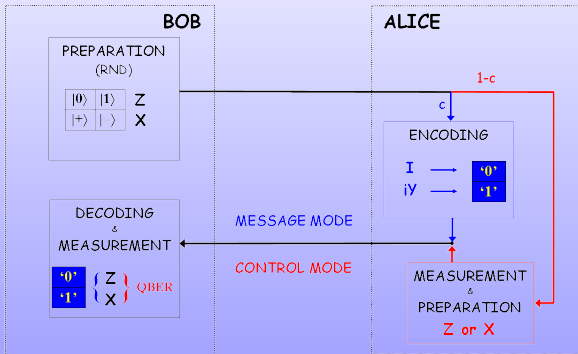 BOB
ALICE
PREPARATION
(RND)
|0⟩ |1⟩ Z
|+⟩ |−⟩ X
1-c
c
ENCODING
I '0'
iY '1'
DECODING
&
MEASUREMENT
'0' { Z }
'1' { X } QBER
MESSAGE MODE
CONTROL MODE
MEASUREMENT
&
PREPARATION
Z or X